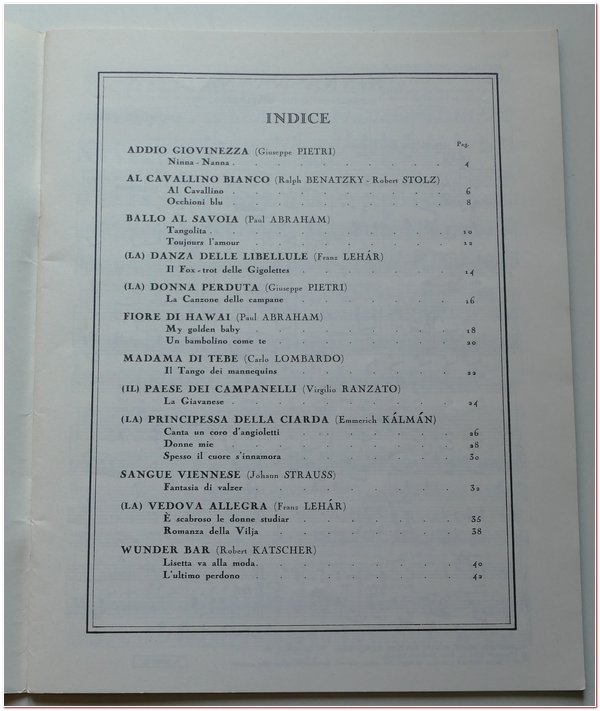 INDICE
Pag.
ADDIO GIOVINEZZA (Giuseppe PIETRI)
Ninna-Nanna . . . . . . . . . 4
AL CAVALLINO BIANCO (Ralph BENATZKY - Robert STOLZ)
Al Cavallino . . . . . . . . . 6
Occhioni blu . . . . . . . . . 8
BALLO AL SAVOIA (Paul ABRAHAM)
Tangolita . . . . . . . . . . 10
Toujours l'amour . . . . . . . . 12
(LA) DANZA DELLE LIBELLULE (Franz LEHÁR)
Il Fox-trot delle Gigolettes . . . . . . 14
(LA) DONNA PERDUTA (Giuseppe PIETRI)
La Canzone delle campane . . . . . . 16
FIORE DI HAWAI (Paul ABRAHAM)
My golden baby . . . . . . . . 18
Un bambolino come te . . . . . . . 20
MADAMA DI TEBE (Carlo LOMBARDO)
Il Tango dei mannequins . . . . . . 22
(IL) PAESE DEI CAMPANELLI (Virgilio RANZATO)
La Giavanese . . . . . . . . . 24
(LA) PRINCIPESSA DELLA CIARDA (Emmerich KÁLMÁN)
Canta un coro d'angioletti . . . . . . 26
Donne mie . . . . . . . . . 28
Spesso il cuore s'innamora . . . . . . 30
SANGUE VIENNESE (Johann STRAUSS)
Fantasia di valzer . . . . . . . . 32
(LA) VEDOVA ALLEGRA (Franz LEHÁR)
È scabroso le donne studiar . . . . . . 35
Romanza della Vilja . . . . . . . 38
WUNDER BAR (Robert KATSCHER)
Lisetta va alla moda. . . . . . . . 40
L'ultimo perdono . . . . . . . . 42